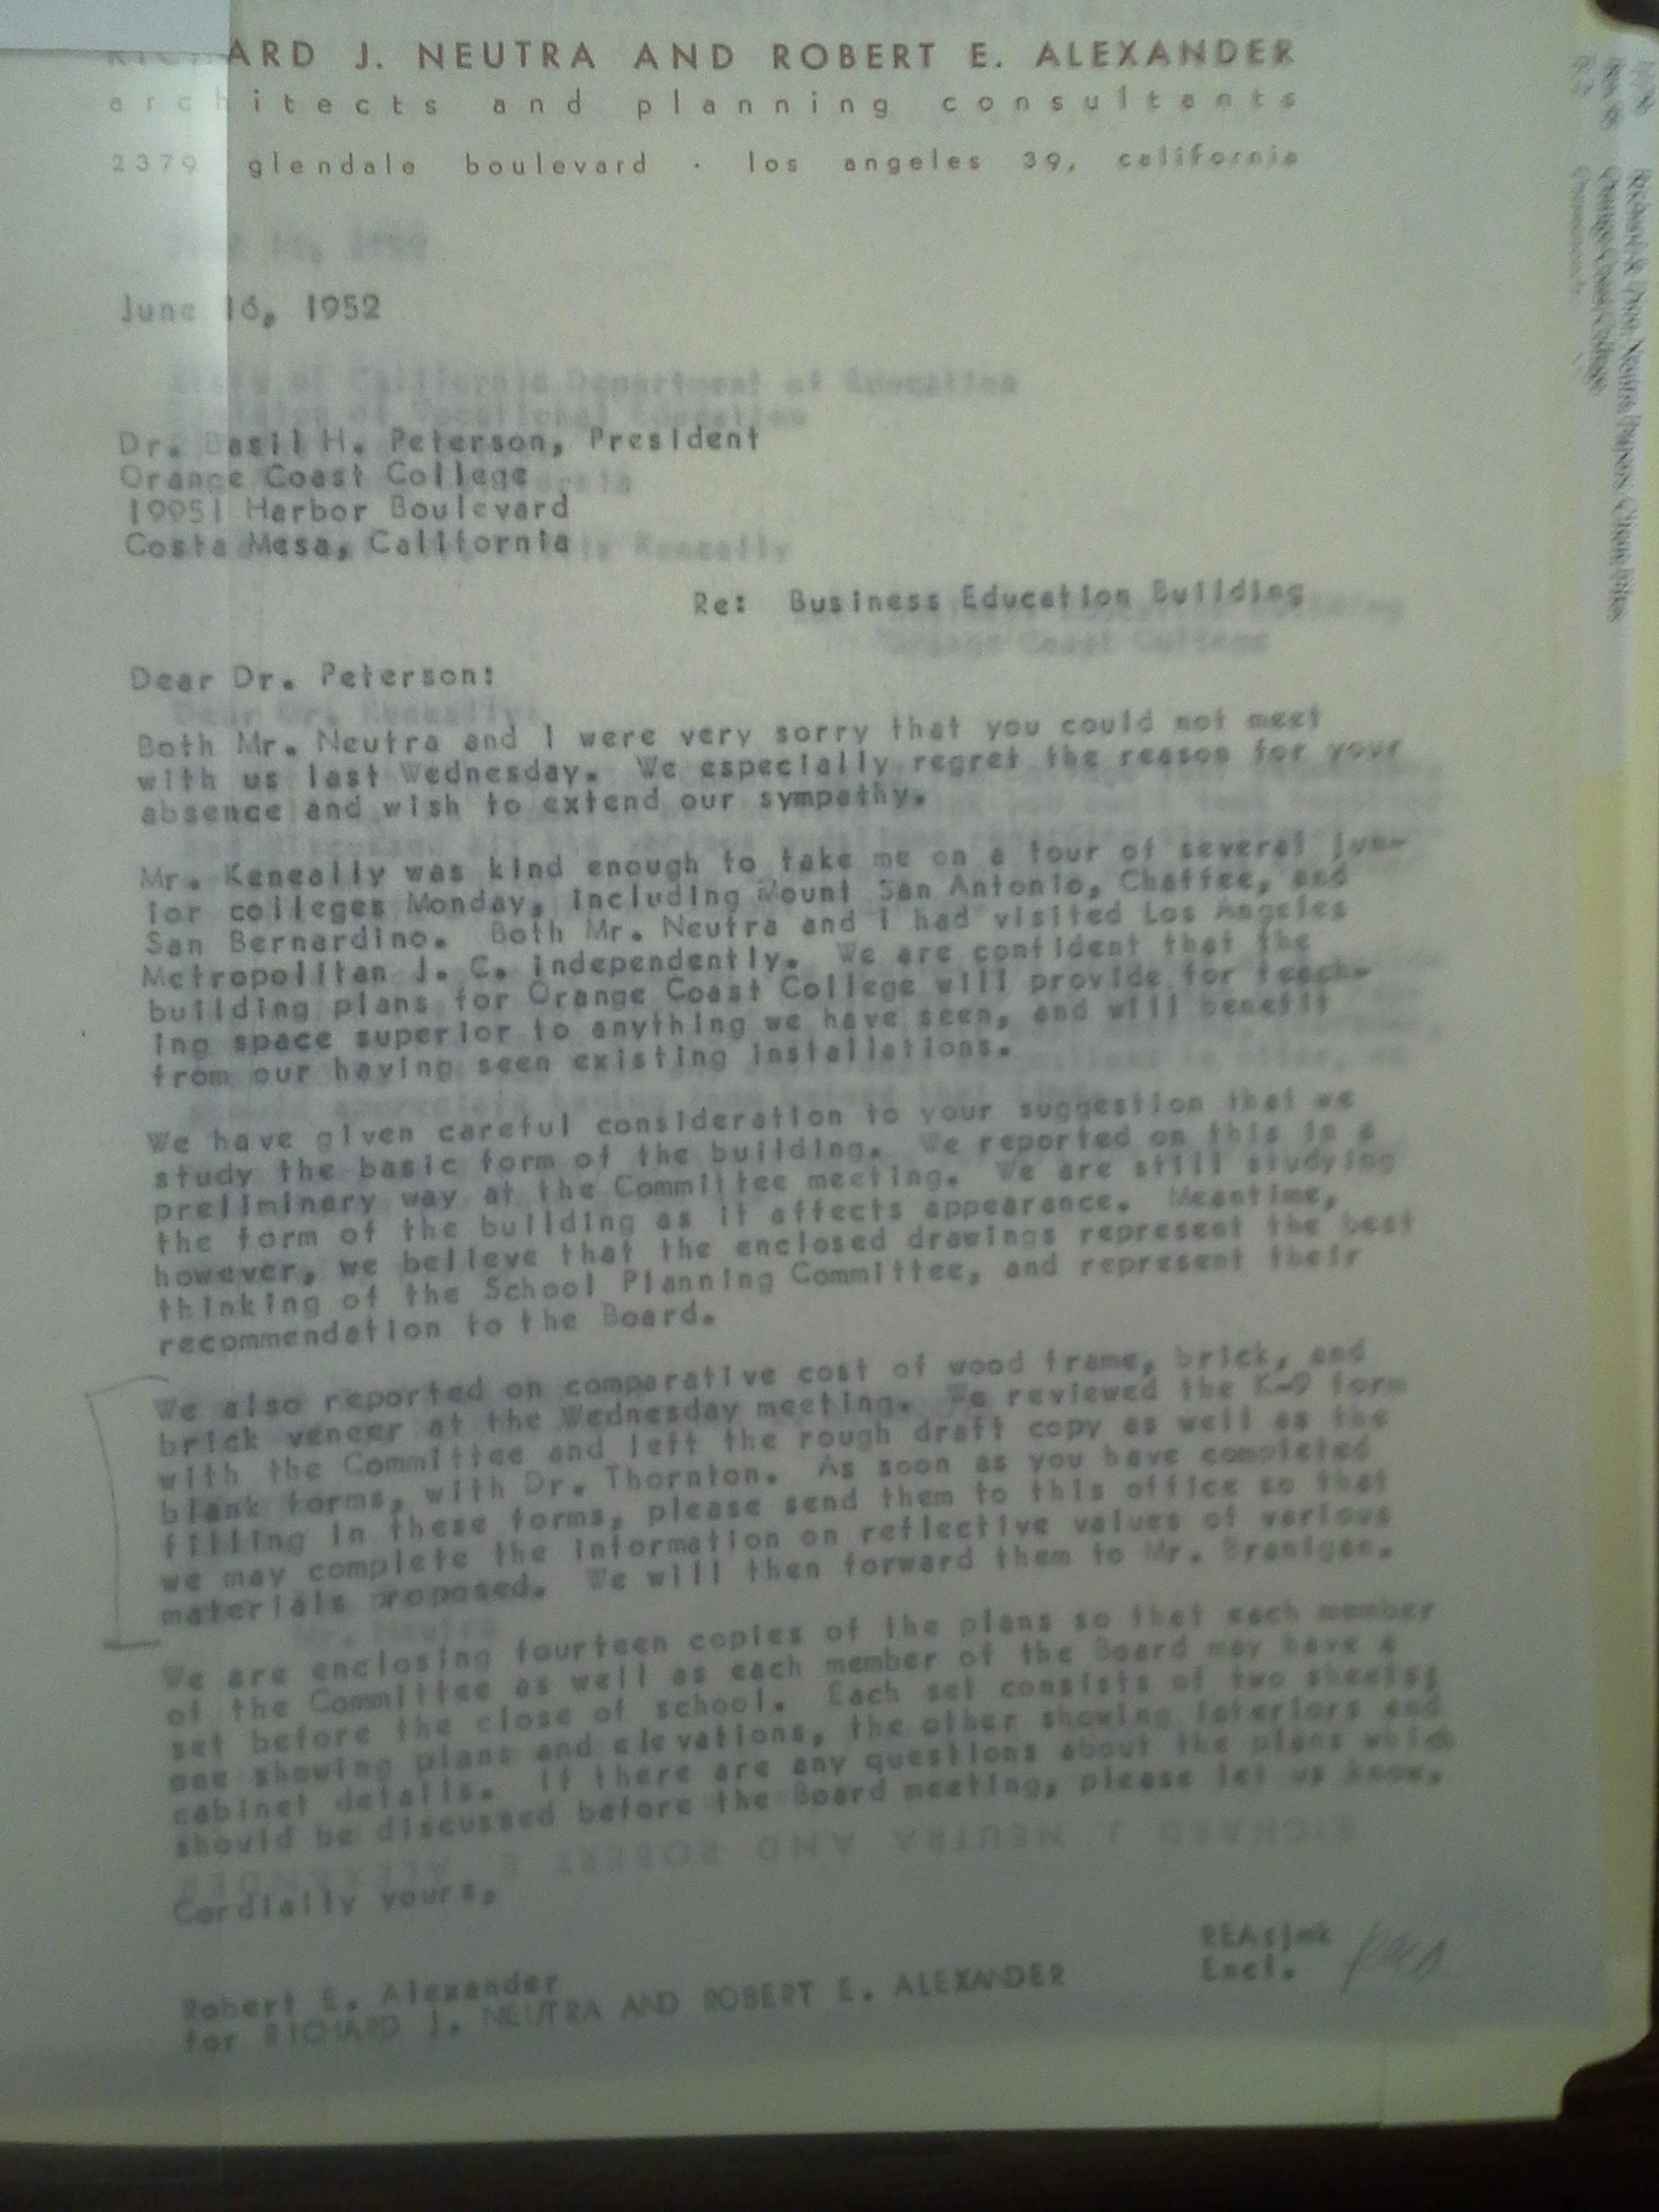 RICHARD J. NEUTRA AND ROBERT E. ALEXANDER
architects and planning consultants
2379 glendale boulevard · los angeles 39, california
June 16, 1952
Dr. Basil H. Peterson, President
Orange Coast College
19951 Harbor Boulevard
Costa Mesa, California
Re: Business Education Building
Dear Dr. Peterson:
Both Mr. Neutra and I were very sorry that you could not meet
with us last Wednesday. We especially regret the reason for your
absence and wish to extend our sympathy.
Mr. Keneally was kind enough to take me on a tour of several jun-
ior colleges Monday, including Mount San Antonio, Chaffee, and
San Bernardino. Both Mr. Neutra and I had visited Los Angeles
Metropolitan J. C. independently. We are confident that the
building plans for Orange Coast College will provide for teach-
ing space superior to anything we have seen, and will benefit
from our having seen existing installations.
We have given careful consideration to your suggestion that we
study the basic form of the building. We reported on this in a
preliminary way at the Committee meeting. We are still studying
the form of the building as it affects appearance. Meantime,
however, we believe that the enclosed drawings represent the best
thinking of the School Planning Committee, and represent their
recommendation to the Board.
We also reported on comparative cost of wood frame, brick, and
brick veneer at the Wednesday meeting. We reviewed the K-9 form
with the Committee and left the rough draft copy as well as the
blank forms, with Dr. Thornton. As soon as you have completed
filling in these forms, please send them to this office so that
we may complete the information on reflective values of various
materials roposed. We will then forward them to Mr. Branigan.
We are enclosing fourteen copies of the plans so that each member
of the Committee as well as each member of the Board may have a
set before the close of school. Each set consists of two sheets;
one showing plans and elevations, the other showing interiors and
cabinet details. If there are any questions about the plans which
should be discussed before the Board meeting, please let us know.
RICHARD J. NEUTRA AND ROBERT E. ALEXANDER
Cordially yours,
REA:jmk
Encl.
Robert E. Alexander
for RICHARD J. NEUTRA AND ROBERT E. ALEXANDER